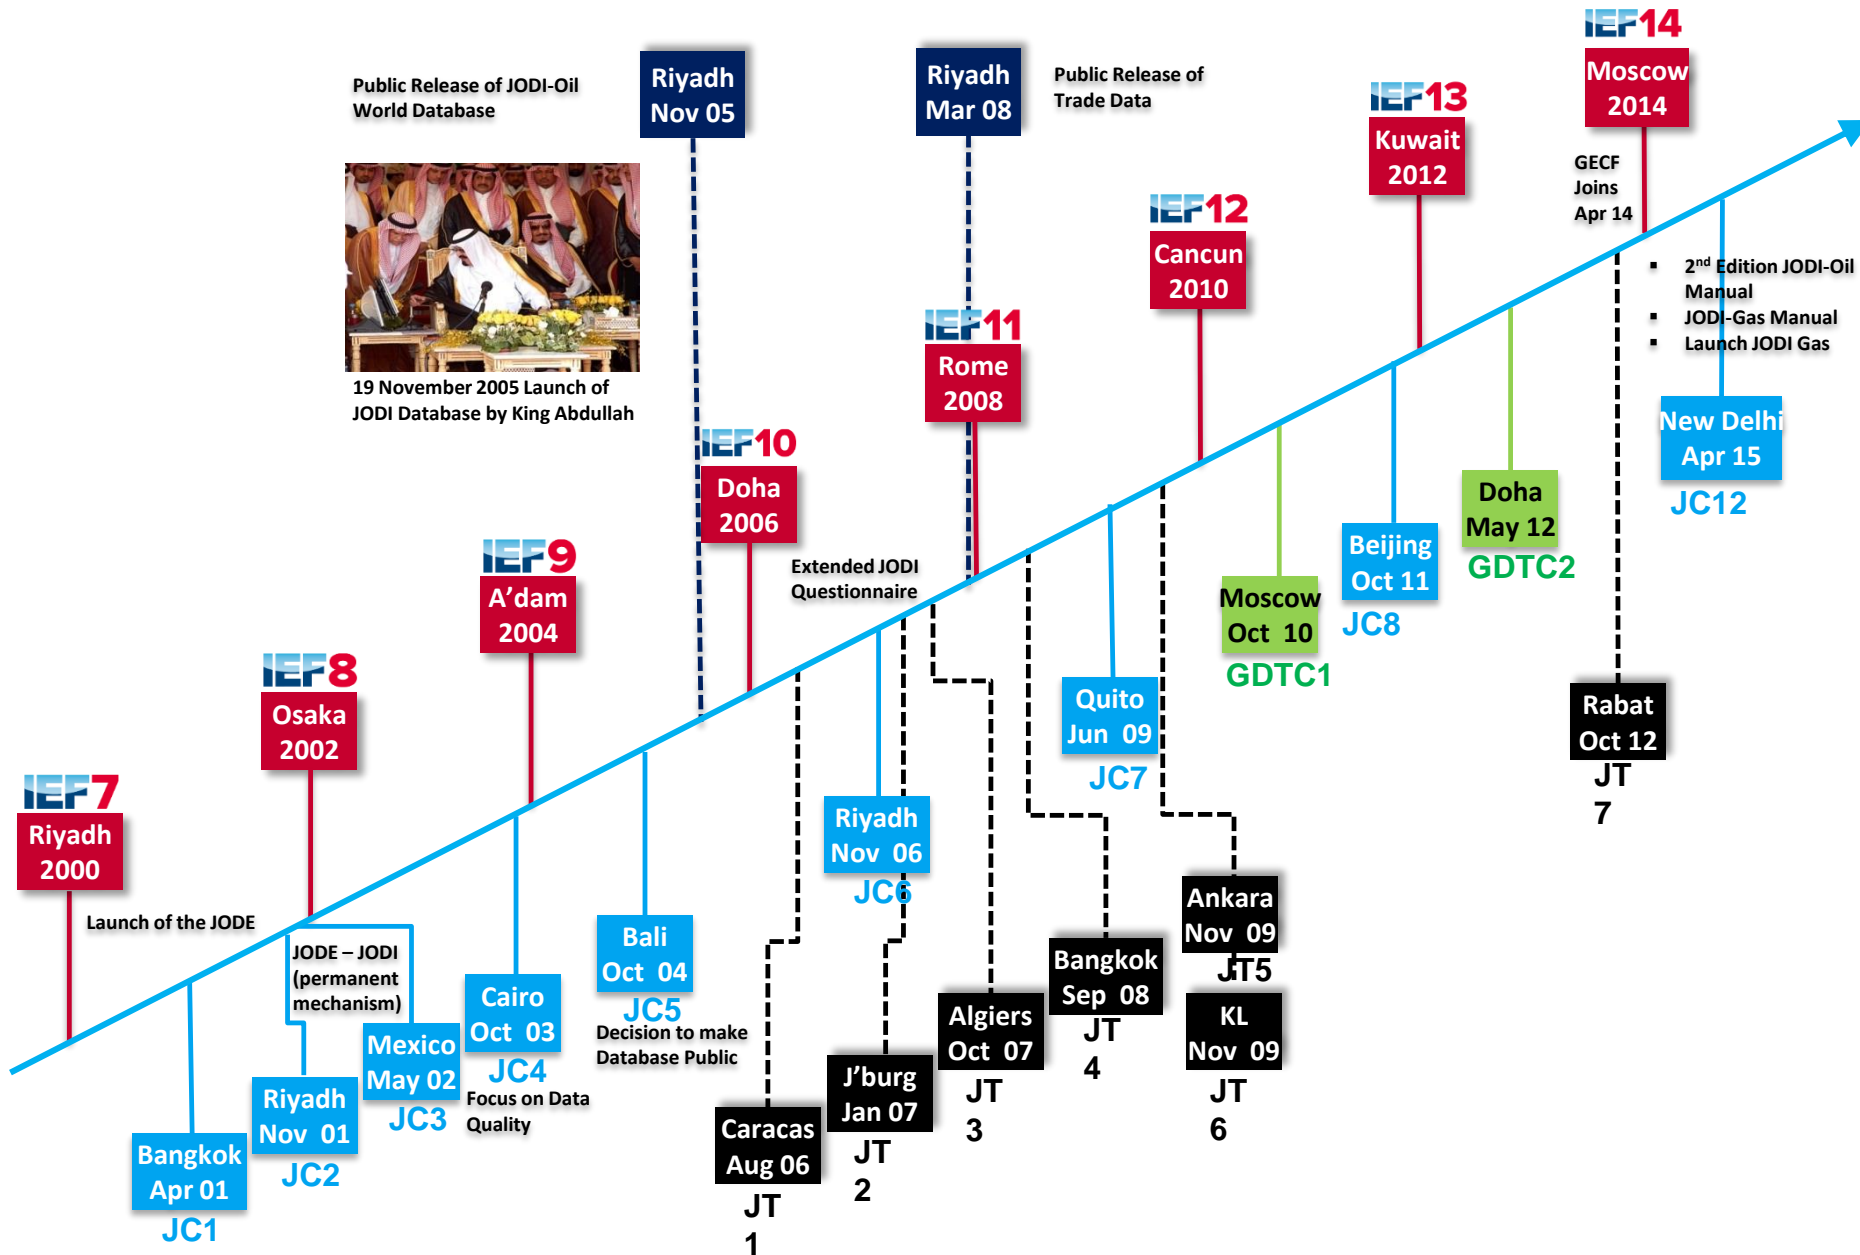 IEF14
Moscow
2014
Riyadh
Nov 05
Riyadh
Mar 08
Public Release of JODI-Oil
World Database
Public Release of
Trade Data
IEF13
Kuwait
2012
GECF
Joins
Apr 14
IEF12
Cancun
2010
2nd Edition JODI-Oil
Manual
JODI-Gas Manual
Launch JODI Gas
IEF11
Rome
2008
19 November 2005 Launch of
JODI Database by King Abdullah
New Delhi
Apr 15
JC12
IEF10
Doha
2006
Doha
May 12
GDTC2
IEF9
A'dam
2004
Extended JODI
Questionnaire
Beijing
Oct 11
JC8
Moscow
Oct 10
GDTC1
IEF8
Osaka
2002
Quito
Jun 09
JC7
Rabat
Oct 12
JT
7
IEF7
Riyadh
2000
Riyadh
Nov 06
JC6
Launch of the JODE
JODE – JODI
(permanent
mechanism)
Bali
Oct 04
JC5
Decision to make
Database Public
Ankara
Nov 09
JT5
Bangkok
Sep 08
JT
4
Cairo
Oct 03
JC4
Focus on Data
Quality
Algiers
Oct 07
JT
3
KL
Nov 09
JT
6
Mexico
May 02
JC3
J'burg
Jan 07
JT
2
Riyadh
Nov 01
JC2
Caracas
Aug 06
JT
1
Bangkok
Apr 01
JC1